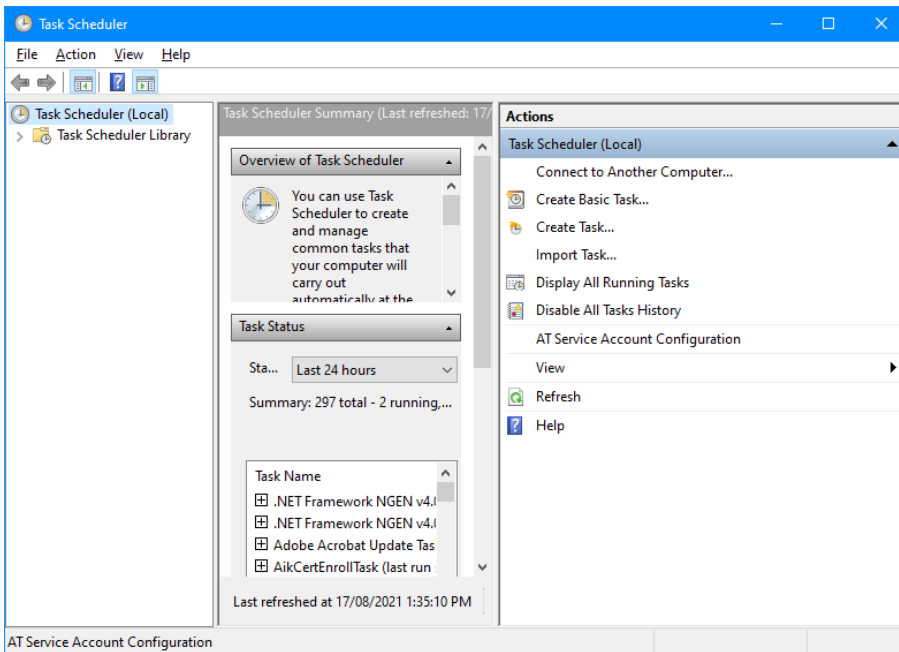 Task Scheduler
File Action View Help
Task Scheduler (Local)
Task Scheduler Library
Task Scheduler Summary (Last refreshed: 17/
Overview of Task Scheduler
You can use Task
Scheduler to create
and manage
common tasks that
your computer will
carry out
automatically at the
Task Status
Sta... Last 24 hours
Summary: 297 total - 2 running,...
Task Name
.NET Framework NGEN v4.0
.NET Framework NGEN v4.0
Adobe Acrobat Update Tas
AikCertEnrollTask (last run
Last refreshed at 17/08/2021 1:35:10 PM
Actions
Task Scheduler (Local)
Connect to Another Computer...
Create Basic Task...
Create Task...
Import Task...
Display All Running Tasks
Disable All Tasks History
AT Service Account Configuration
View
Refresh
Help
AT Service Account Configuration